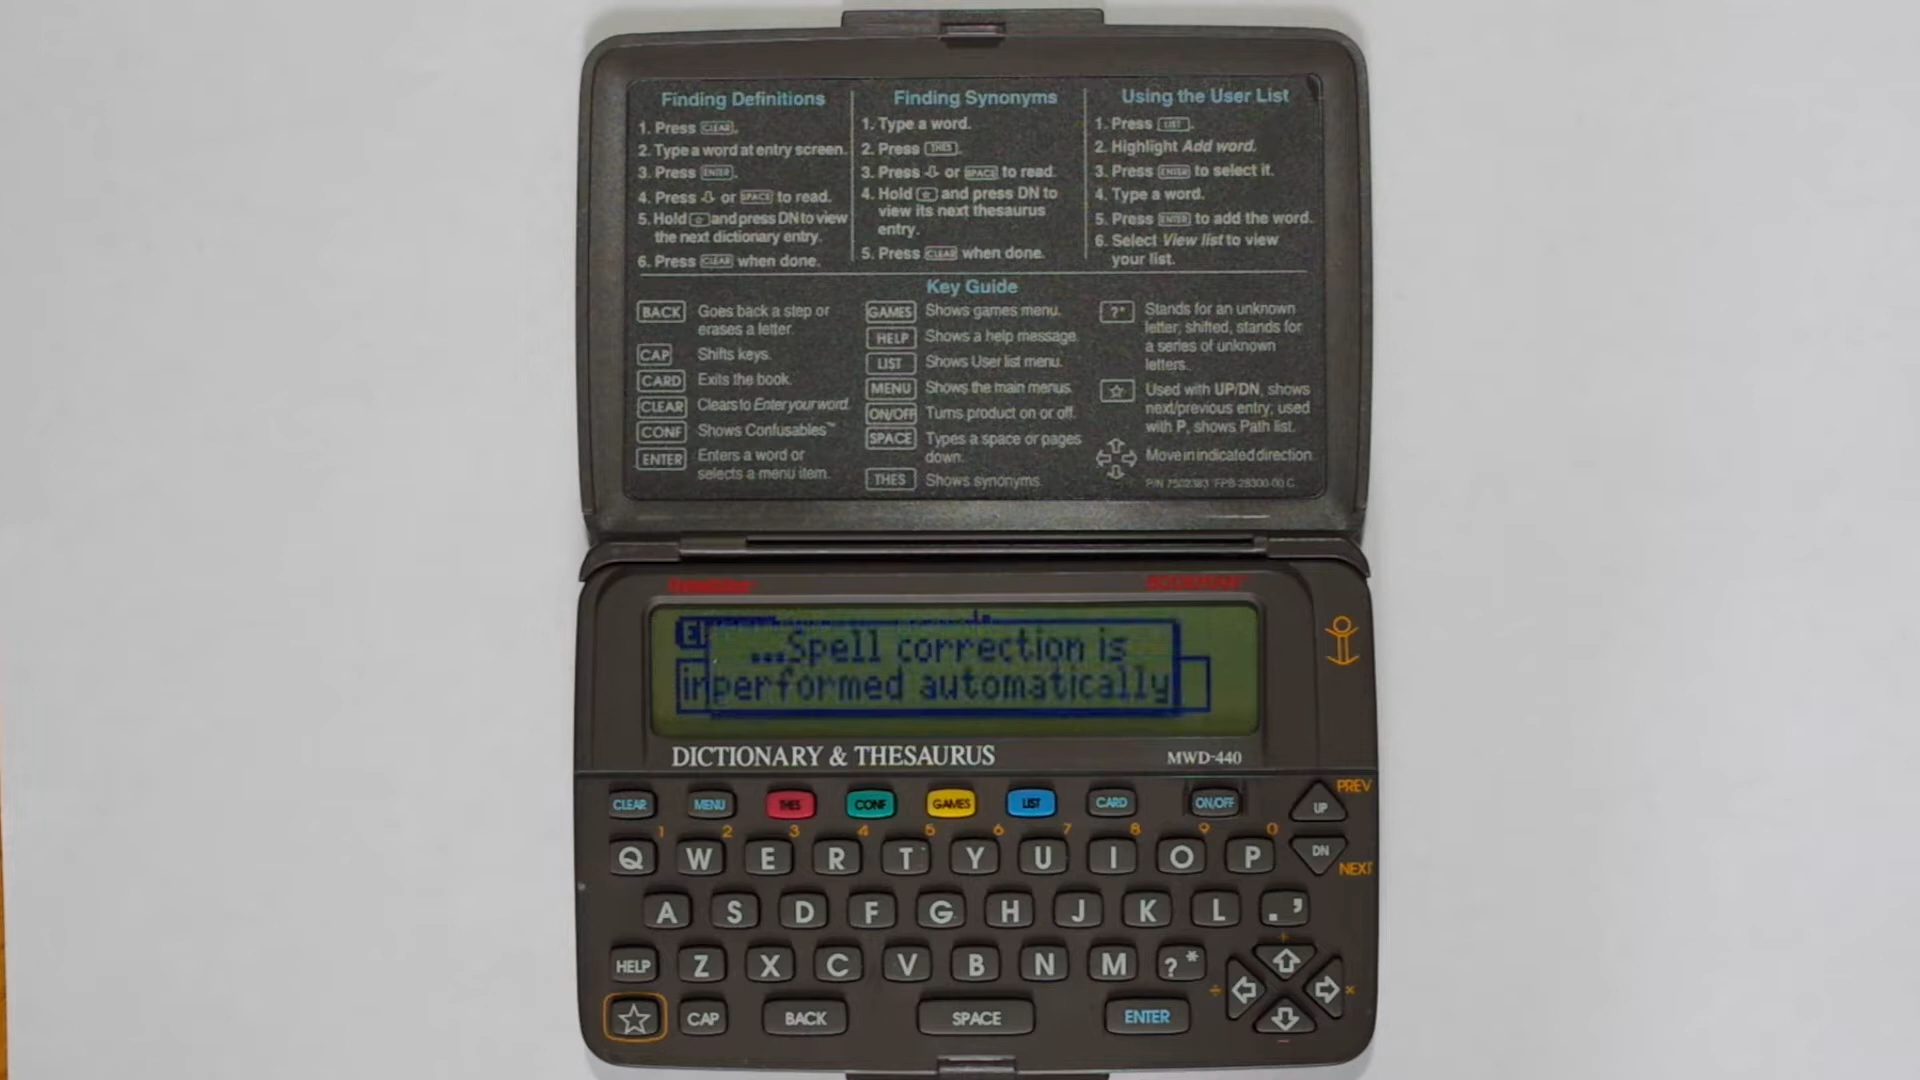 Finding Definitions
1. Press CLEAR.
2. Type a word at entry screen.
3. Press ENTER.
4. Press ⇩ or SPACE to read.
5. Hold ☆ and press DN to view
the next dictionary entry.
6. Press CLEAR when done.
Finding Synonyms
1. Type a word.
2. Press THES.
3. Press ⇩ or SPACE to read.
4. Hold ☆ and press DN to
view its next thesaurus
entry.
5. Press CLEAR when done.
Using the User List
1. Press LIST.
2. Highlight Add word.
3. Press ENTER to select it.
4. Type a word.
5. Press ENTER to add the word.
6. Select View list to view
your list.
Key Guide
BACK Goes back a step or
erases a letter.
CAP Shifts keys.
CARD Exits the book.
CLEAR Clears to Enter your word.
CONF Shows Confusables™
ENTER Enters a word or
selects a menu item.
GAMES Shows games menu.
HELP Shows a help message.
LIST Shows User list menu.
MENU Shows the main menus.
ON/OFF Turns product on or off.
SPACE Types a space or pages
down.
THES Shows synonyms.
?* Stands for an unknown
letter; shifted, stands for
a series of unknown
letters.
☆ Used with UP/DN, shows
next/previous entry; used
with P, shows Path list.
Move in indicated direction
P/N 7502383 FPB-28300-00 C
...Spell correction is
performed automatically
DICTIONARY & THESAURUS MWD-440
CLEAR MENU THES CONF GAMES LIST CARD ON/OFF UP PREV
1 2 3 4 5 6 7 8 9 0
Q W E R T Y U I O P DN NEXT
A S D F G H J K L . ,
HELP Z X C V B N M ?* + ÷ × −
CAP BACK SPACE ENTER